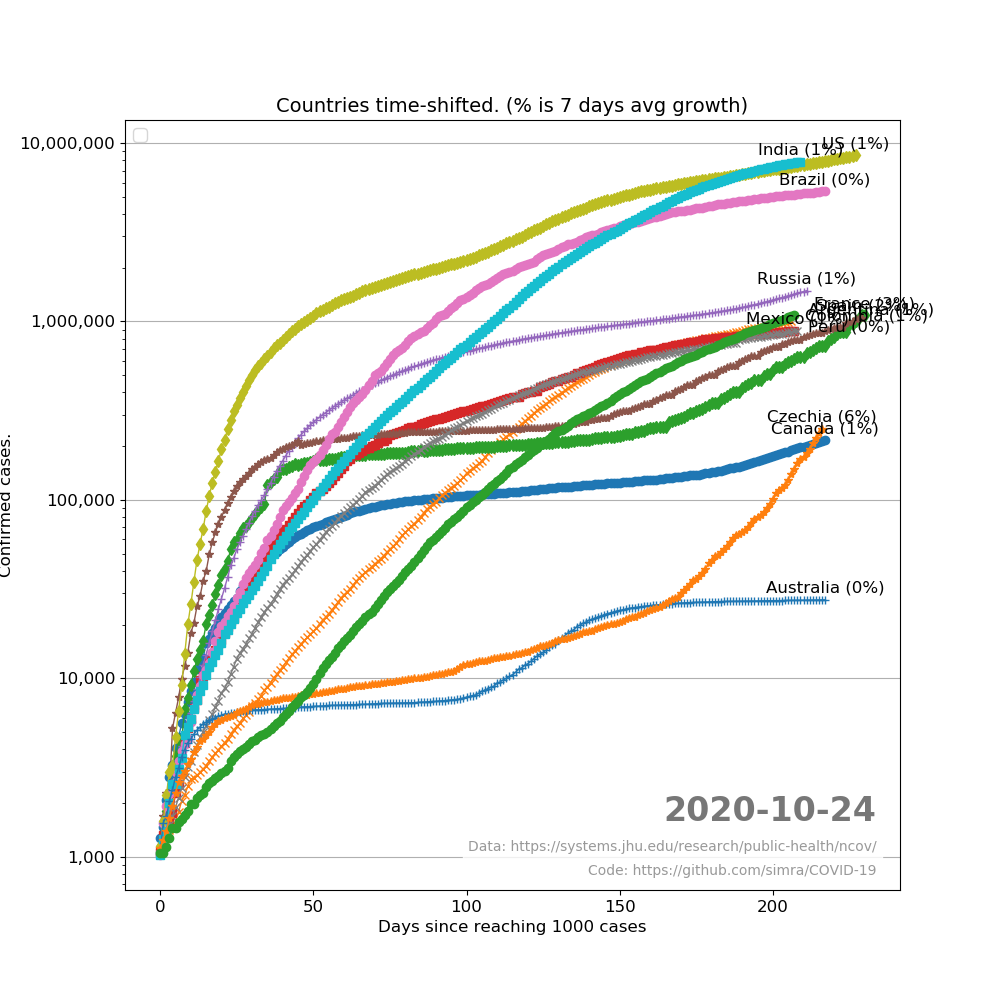 Countries time-shifted. (% is 7 days avg growth)
10,000,000
1,000,000
100,000
10,000
1,000
Confirmed cases.
US (1%)
India (1%)
Brazil (0%)
Russia (1%)
France (3%)
Mexico
Peru (0%)
Czechia (6%)
Canada (1%)
Australia (0%)
2020-10-24
Data: https://systems.jhu.edu/research/public-health/ncov/
Code: https://github.com/simra/COVID-19
0
50
100
150
200
Days since reaching 1000 cases